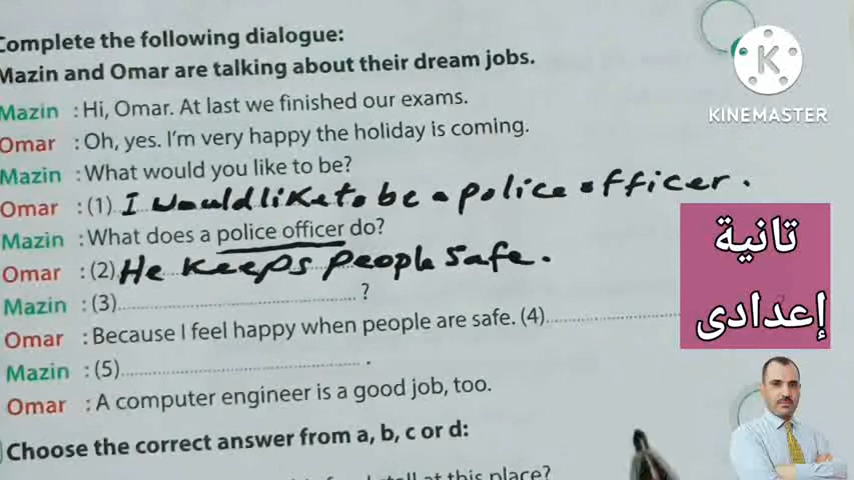 Complete the following dialogue:
Mazin and Omar are talking about their dream jobs.
Mazin : Hi, Omar. At last we finished our exams.
Omar : Oh, yes. I'm very happy the holiday is coming.
Mazin : What would you like to be?
Omar : (1) I would like to be a police officer.
Mazin : What does a police officer do?
Omar : (2) He keeps people safe.
Mazin : (3)..............................?
Omar : Because I feel happy when people are safe. (4)..............................
Mazin : (5)...............................
Omar : A computer engineer is a good job, too.
Choose the correct answer from a, b, c or d:
at this place?
K
KINEMASTER
تانية
إعدادى